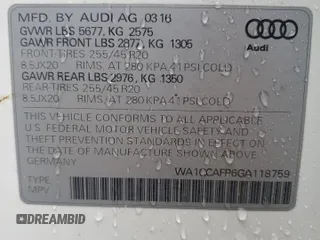 MFD. BY AUDI AG 03 16
GVWR LBS 5677, KG 2575
GAWR FRONT LBS 2877, KG 1305
FRONT-TIRES 255/45 R20
8.5JX20 RIMS, AT 280 KPA,41 PSI,COLD
GAWR REAR LBS 2976, KG 1350
REAR-TIRES 255/45 R20
8.5JX20 RIMS, AT 280 KPA,41 PSI,COLD
Audi
THIS VEHICLE CONFORMS TO ALL APPLICABLE
U.S. FEDERAL MOTOR VEHICLE SAFETY AND
THEFT PREVENTION STANDARDS IN EFFECT ON
THE DATE OF MANUFACTURE SHOWN ABOVE.
GERMANY
WA1CCAFP6GA118759
TYPE:
MPV
DREAMBID